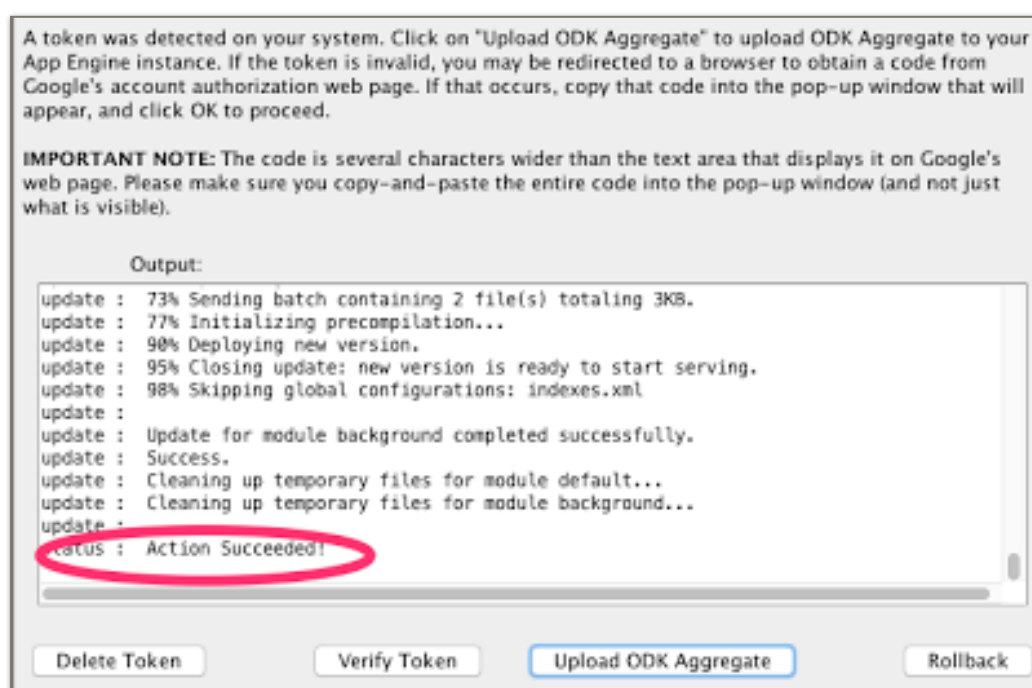 A token was detected on your system. Click on "Upload ODK Aggregate" to upload ODK Aggregate to your
App Engine instance. If the token is invalid, you may be redirected to a browser to obtain a code from
Google's account authorization web page. If that occurs, copy that code into the pop-up window that will
appear, and click OK to proceed.
IMPORTANT NOTE: The code is several characters wider than the text area that displays it on Google's
web page. Please make sure you copy-and-paste the entire code into the pop-up window (and not just
what is visible).
Output:
update : 73% Sending batch containing 2 file(s) totaling 3KB.
update : 77% Initializing precompilation...
update : 90% Deploying new version.
update : 95% Closing update: new version is ready to start serving.
update : 98% Skipping global configurations: indexes.xml
update :
update : Update for module background completed successfully.
update : Success.
update : Cleaning up temporary files for module default...
update : Cleaning up temporary files for module background...
update :
status : Action Succeeded!
Delete Token Verify Token Upload ODK Aggregate Rollback